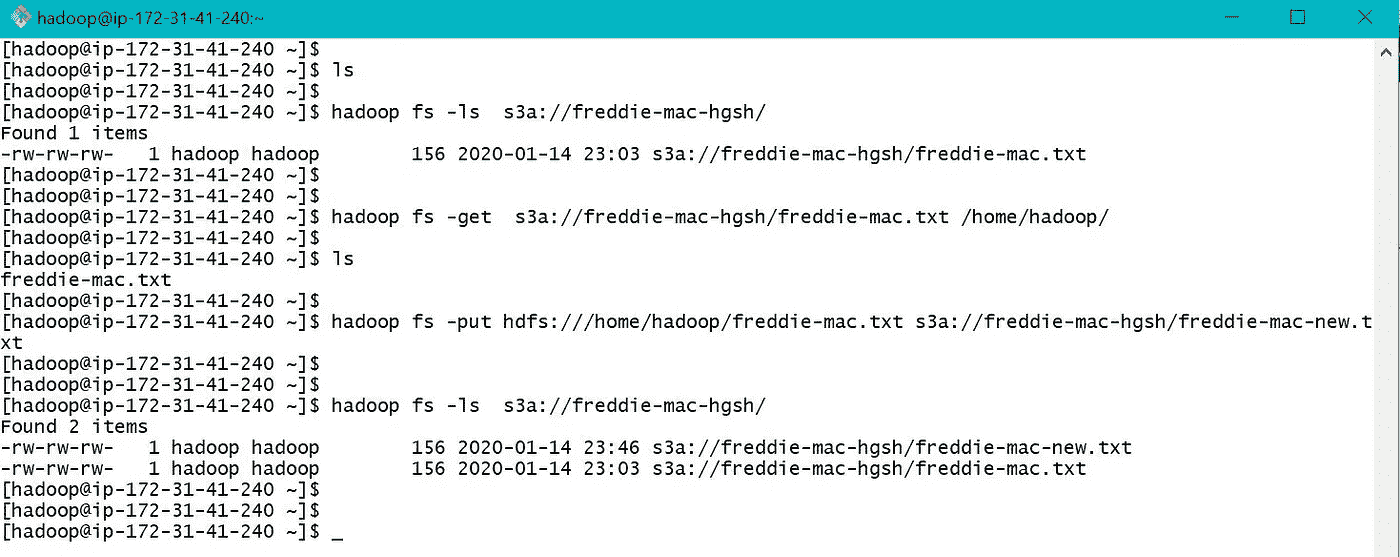 hadoop@ip-172-31-41-240:~
[hadoop@ip-172-31-41-240 ~]$
[hadoop@ip-172-31-41-240 ~]$ ls
[hadoop@ip-172-31-41-240 ~]$
[hadoop@ip-172-31-41-240 ~]$ hadoop fs -ls  s3a://freddie-mac-hgsh/
Found 1 items
-rw-rw-rw-   1 hadoop hadoop        156 2020-01-14 23:03 s3a://freddie-mac-hgsh/freddie-mac.txt
[hadoop@ip-172-31-41-240 ~]$
[hadoop@ip-172-31-41-240 ~]$
[hadoop@ip-172-31-41-240 ~]$ hadoop fs -get  s3a://freddie-mac-hgsh/freddie-mac.txt /home/hadoop/
[hadoop@ip-172-31-41-240 ~]$
[hadoop@ip-172-31-41-240 ~]$ ls
freddie-mac.txt
[hadoop@ip-172-31-41-240 ~]$
[hadoop@ip-172-31-41-240 ~]$ hadoop fs -put hdfs:///home/hadoop/freddie-mac.txt s3a://freddie-mac-hgsh/freddie-mac-new.t
xt
[hadoop@ip-172-31-41-240 ~]$
[hadoop@ip-172-31-41-240 ~]$
[hadoop@ip-172-31-41-240 ~]$ hadoop fs -ls  s3a://freddie-mac-hgsh/
Found 2 items
-rw-rw-rw-   1 hadoop hadoop        156 2020-01-14 23:46 s3a://freddie-mac-hgsh/freddie-mac-new.txt
-rw-rw-rw-   1 hadoop hadoop        156 2020-01-14 23:03 s3a://freddie-mac-hgsh/freddie-mac.txt
[hadoop@ip-172-31-41-240 ~]$
[hadoop@ip-172-31-41-240 ~]$
[hadoop@ip-172-31-41-240 ~]$ _